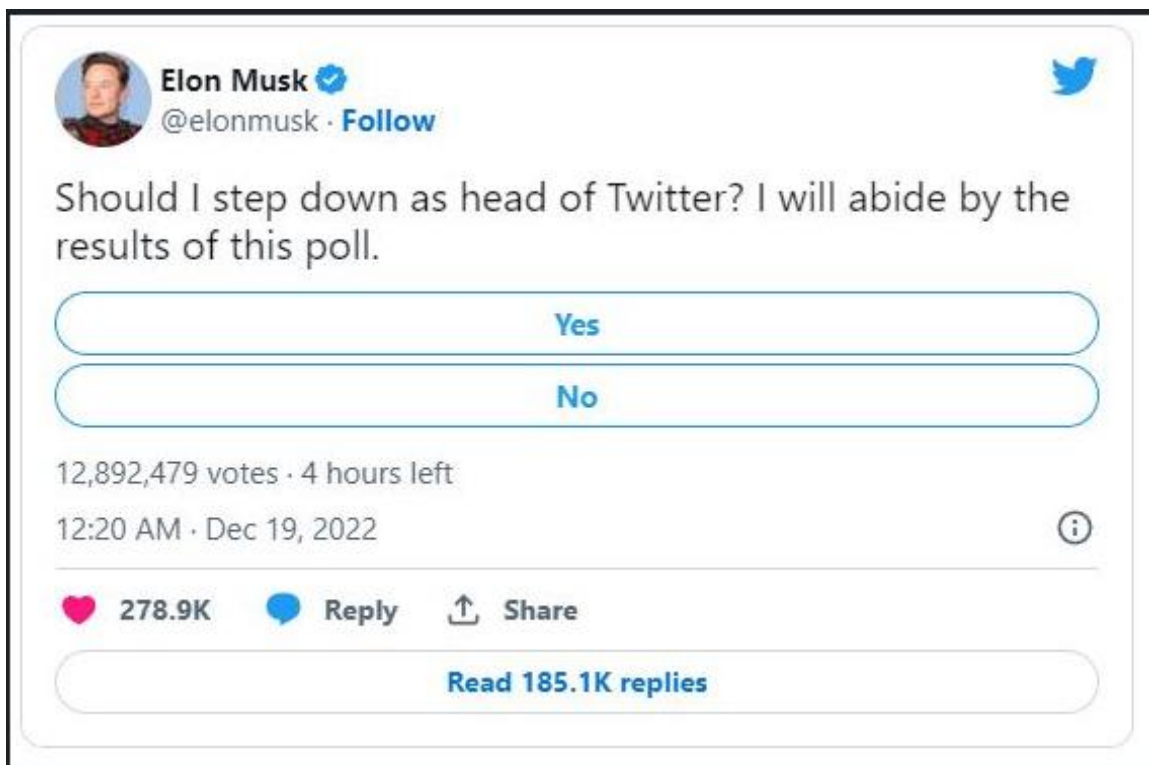 Elon Musk
@elonmusk · Follow
Should I step down as head of Twitter? I will abide by the
results of this poll.
Yes
No
12,892,479 votes · 4 hours left
12:20 AM · Dec 19, 2022
278.9K Reply Share
Read 185.1K replies